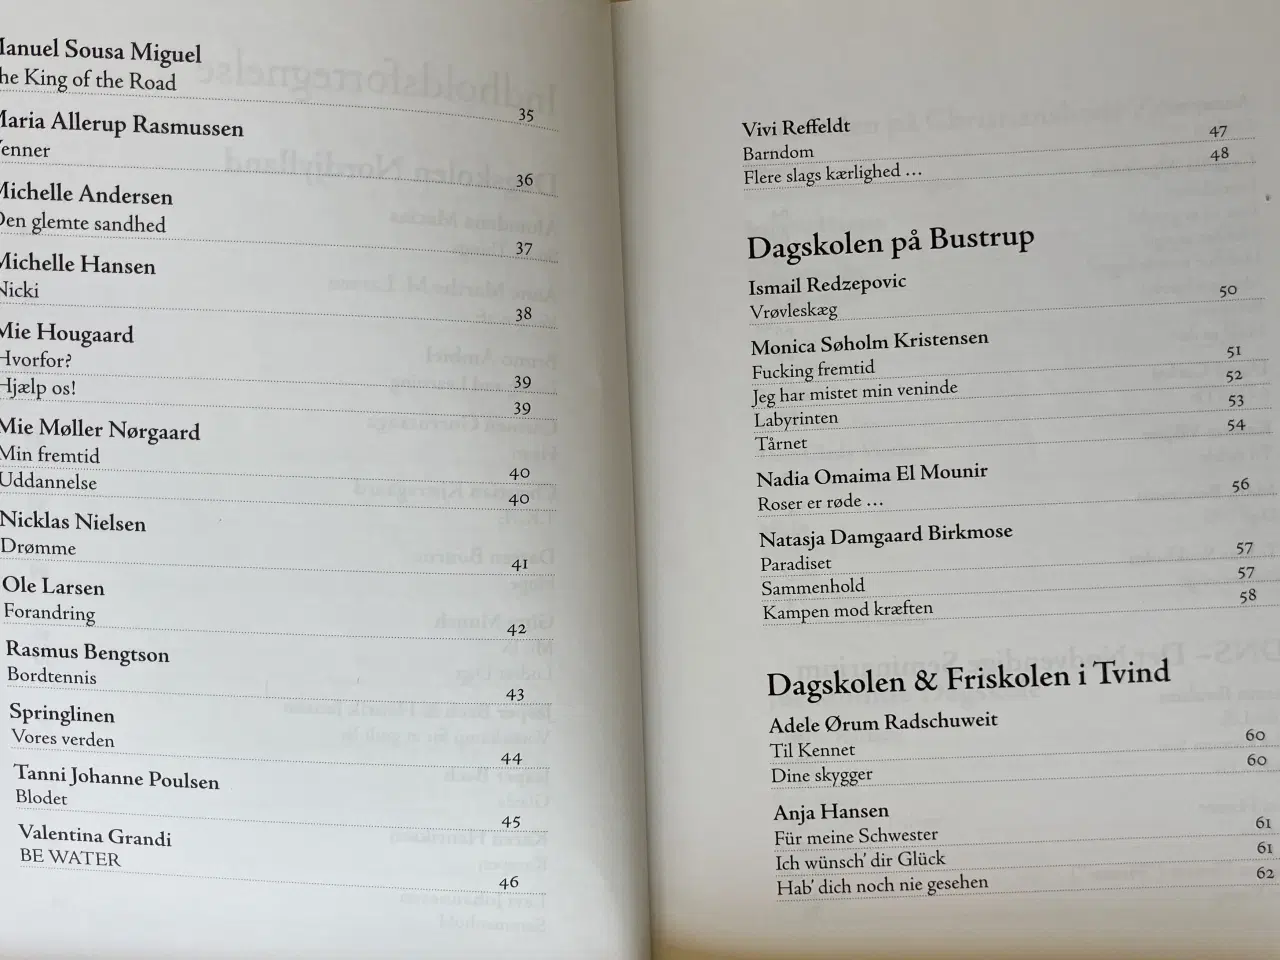 Manuel Sousa Miguel
The King of the Road 35
Maria Allerup Rasmussen
Venner 36
Michelle Andersen
Den glemte sandhed 37
Michelle Hansen
Nicki 38
Mie Hougaard
Hvorfor? 39
Hjælp os! 39
Mie Møller Nørgaard
Min fremtid 40
Uddannelse 40
Nicklas Nielsen
Drømme 41
Ole Larsen
Forandring 42
Rasmus Bengtson
Bordtennis 43
Springlinen
Vores verden 44
Tanni Johanne Poulsen
Blodet 45
Valentina Grandi
BE WATER 46
Vivi Reffeldt
Barndom 47
Flere slags kærlighed ... 48
Dagskolen på Bustrup
Ismail Redzepovic
Vrøvleskæg 50
Monica Søholm Kristensen
Fucking fremtid 51
Jeg har mistet min veninde 52
Labyrinten 53
Tårnet 54
Nadia Omaima El Mounir
Roser er røde ... 56
Natasja Damgaard Birkmose
Paradiset 57
Sammenhold 57
Kampen mod kræften 58
Dagskolen & Friskolen i Tvind
Adele Ørum Radschuweit
Til Kennet 60
Dine skygger 60
Anja Hansen
Für meine Schwester 61
Ich wünsch' dir Glück 61
Hab' dich noch nie gesehen 62